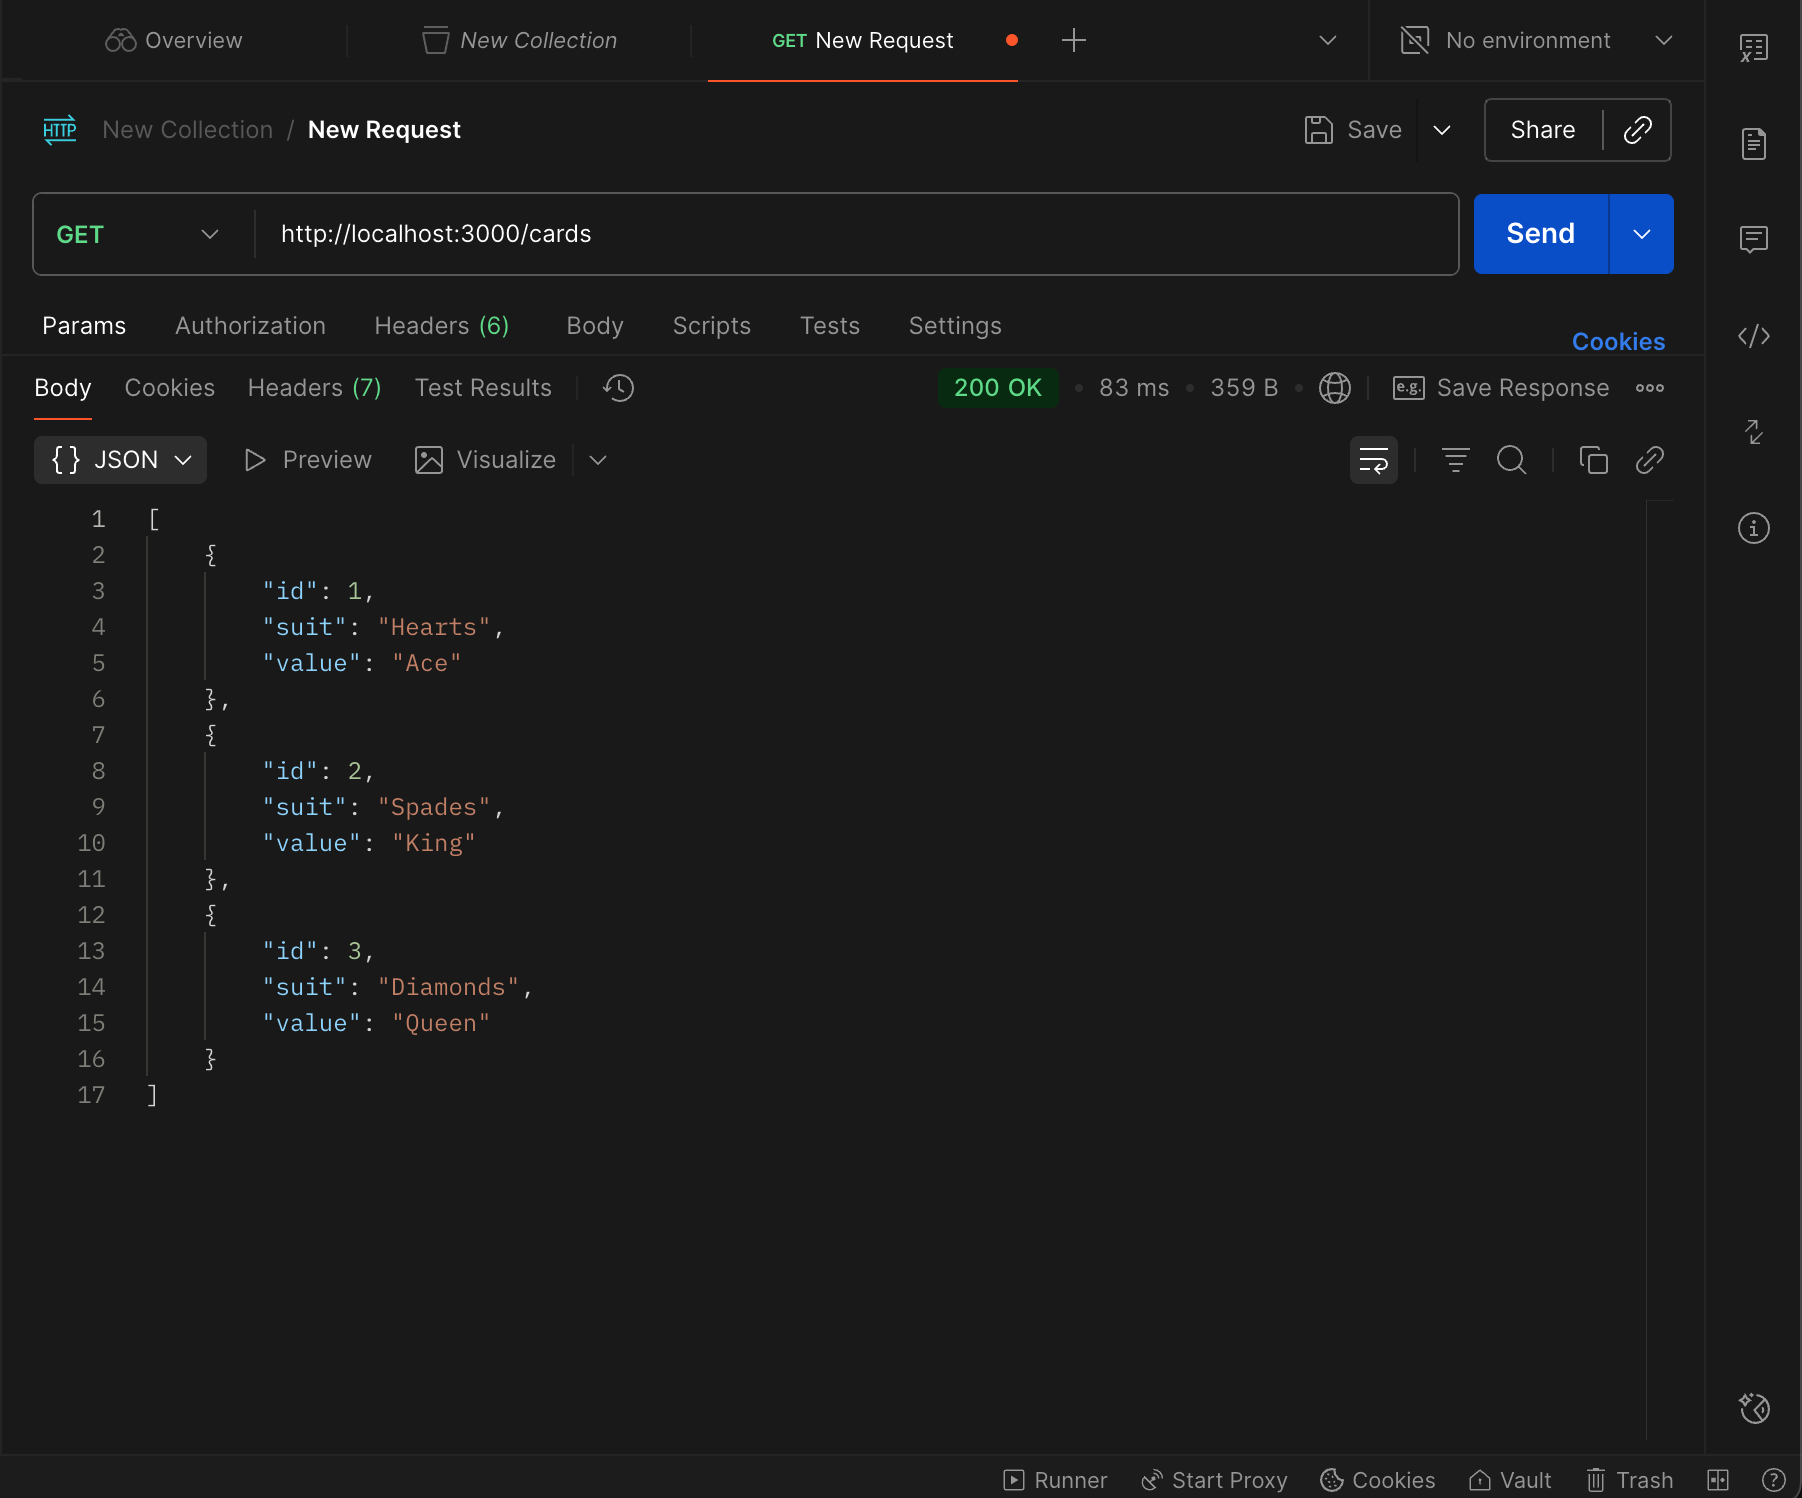 Overview New Collection GET New Request No environment
HTTP New Collection / New Request Save Share
GET http://localhost:3000/cards Send
Params Authorization Headers (6) Body Scripts Tests Settings Cookies
Body Cookies Headers (7) Test Results 200 OK • 83 ms • 359 B • e.g. Save Response
{} JSON Preview Visualize
1 [
2 {
3 "id": 1,
4 "suit": "Hearts",
5 "value": "Ace"
6 },
7 {
8 "id": 2,
9 "suit": "Spades",
10 "value": "King"
11 },
12 {
13 "id": 3,
14 "suit": "Diamonds",
15 "value": "Queen"
16 }
17 ]
Runner Start Proxy Cookies Vault Trash